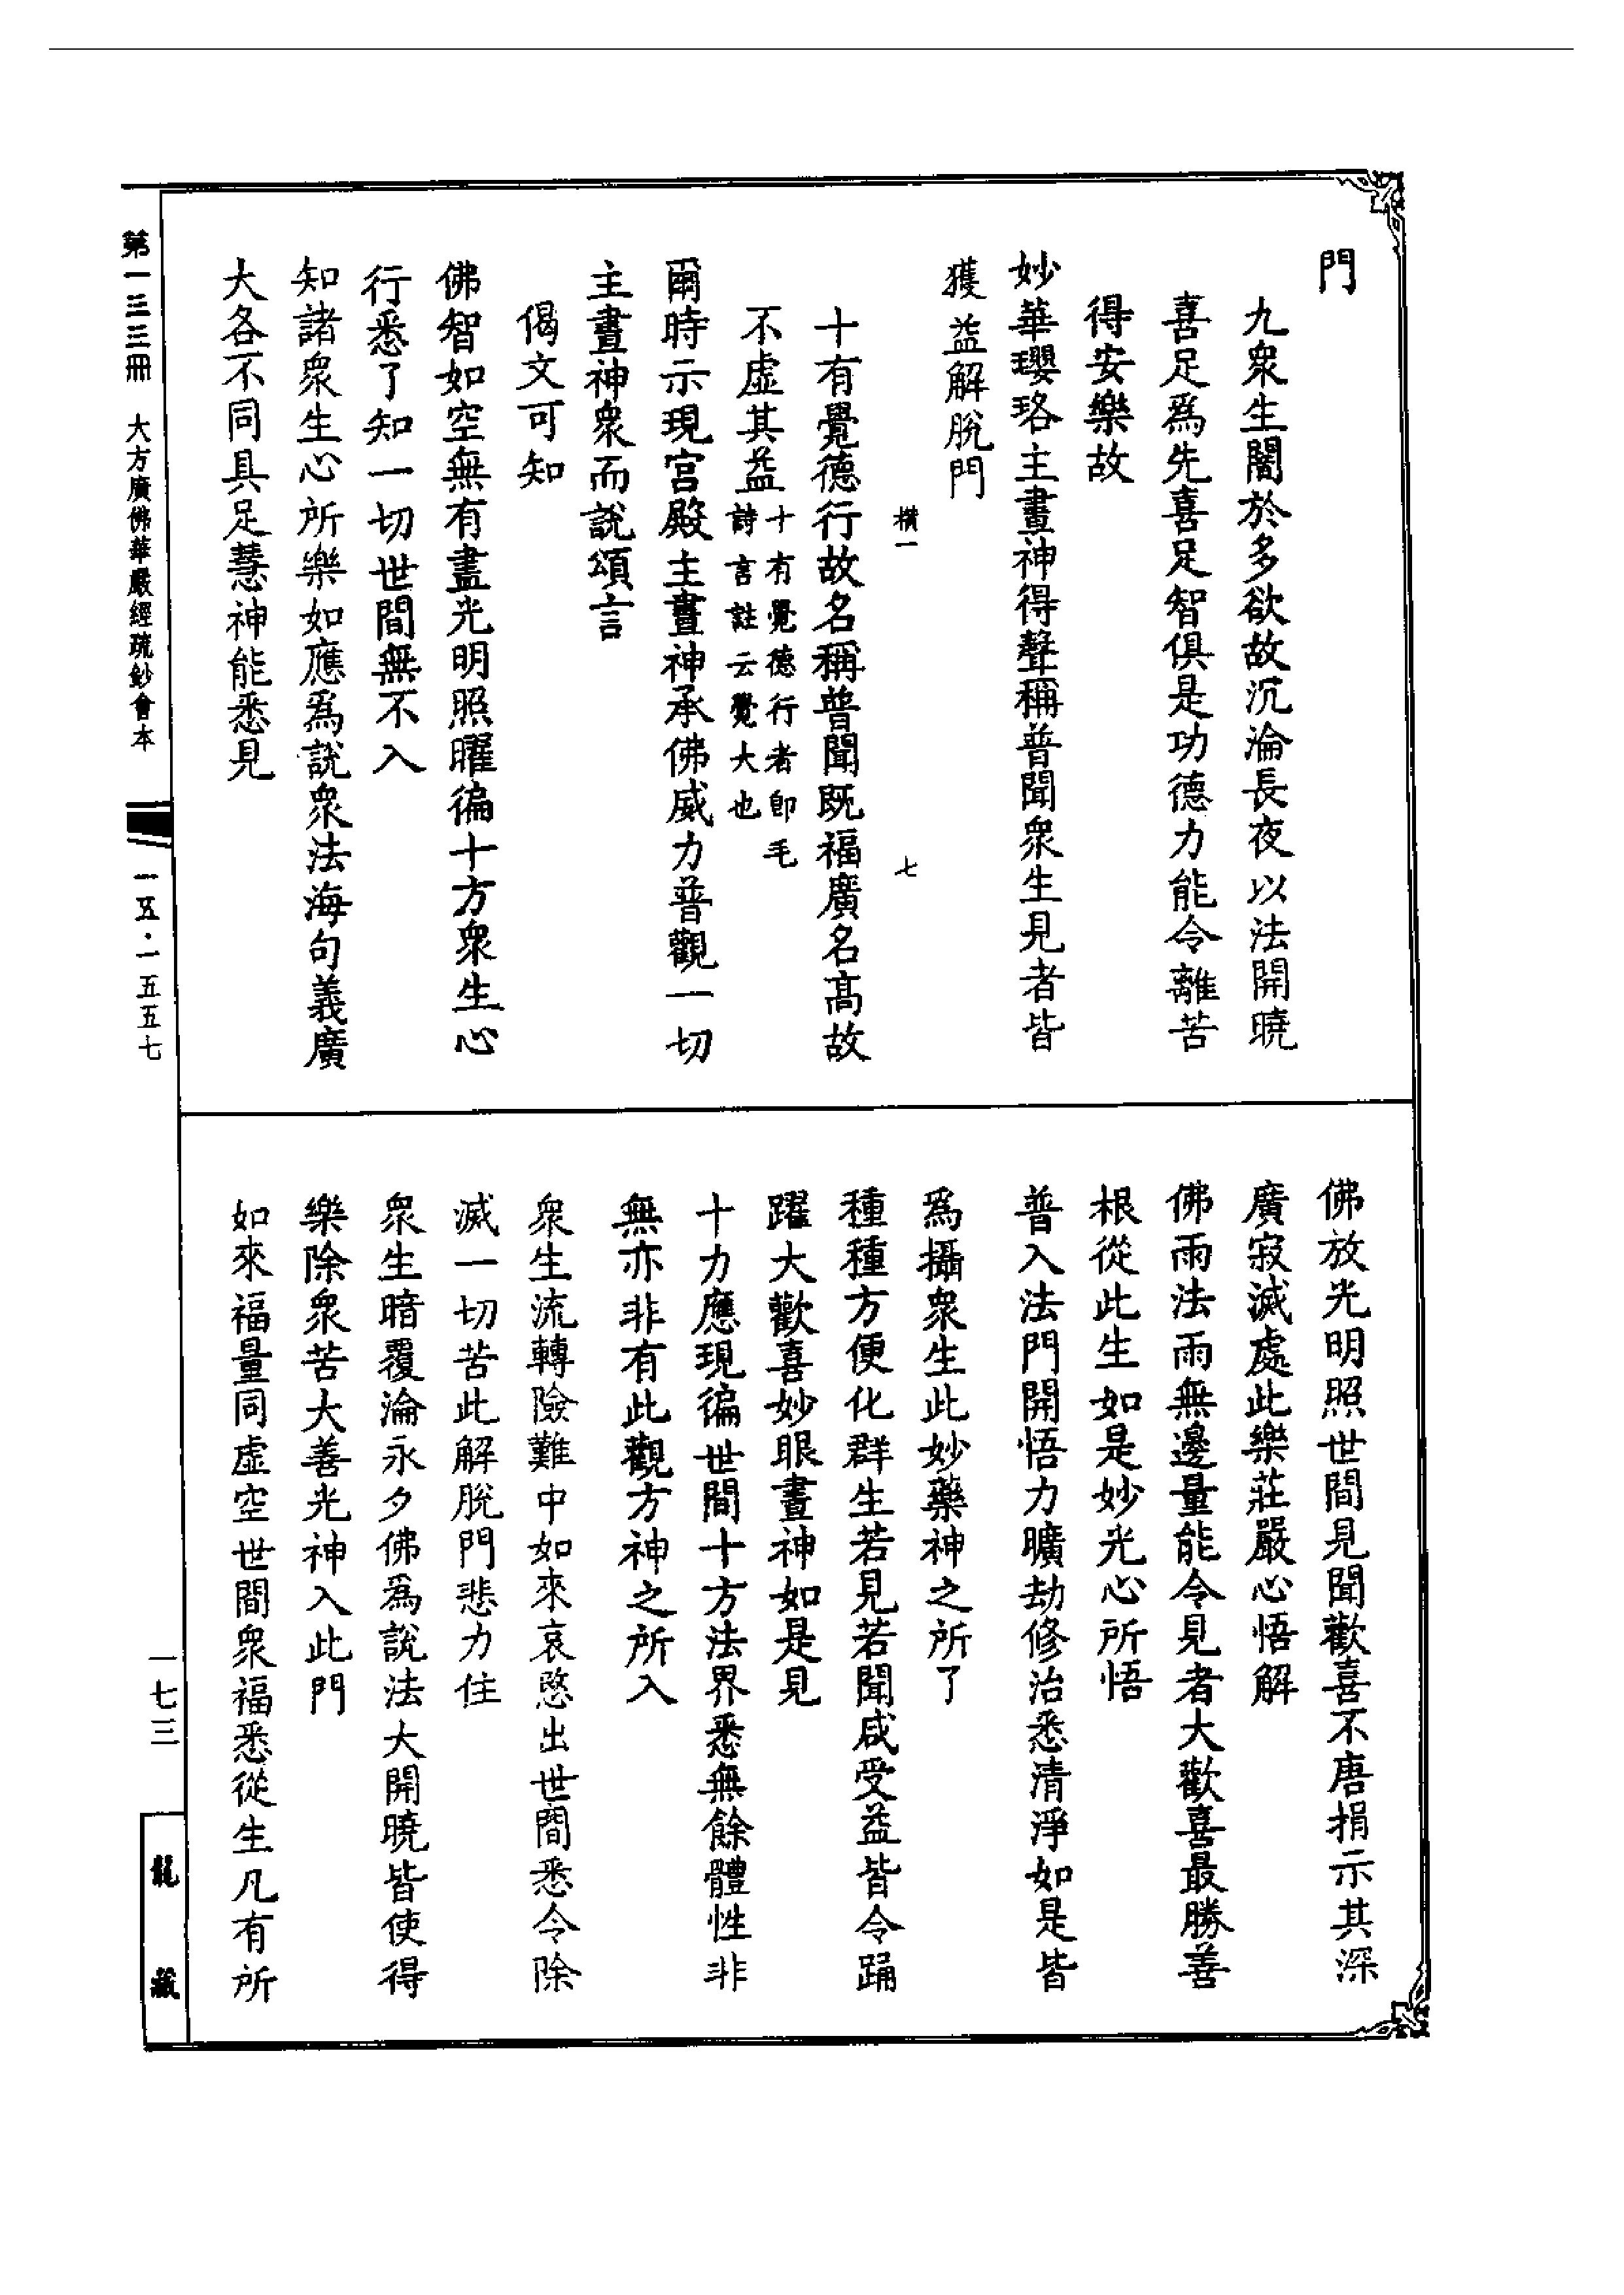 門
九衆生闇於多欲故沉淪長夜以法開曉
喜足爲先喜足智俱是功德力能令離苦
得安樂故
妙華瓔珞主晝神得聲稱普聞衆生見者皆
獲益解脫門
橫一
七
十有覺德行故名稱普聞既福廣名高故
不虛其益十有覺德行者即毛
詩言註云覺大也
爾時示現宮殿主晝神承佛威力普觀一切
主晝神衆而說頌言
偈文可知
佛智如空無有盡光明照曜徧十方衆生心
行悉了知一切世間無不入
知諸衆生心所樂如應爲說衆法海句義廣
大各不同具足慧神能悉見
佛放光明照世間見聞歡喜不唐捐示其深
廣寂滅處此樂莊嚴心悟解
佛雨法雨無邊量能令見者大歡喜最勝善
根從此生如是妙光心所悟
普入法門開悟力曠劫修治悉清淨如是皆
爲攝衆生此妙藥神之所了
種種方便化群生若見若聞咸受益皆令踊
躍大歡喜妙眼晝神如是見
十力應現徧世間十方法界悉無餘體性非
無亦非有此觀方神之所入
衆生流轉險難中如來哀愍出世間悉令除
滅一切苦此解脫門悲力住
衆生暗覆淪永夕佛爲說法大開曉皆使得
樂除衆苦大善光神入此門
如來福量同虛空世間衆福悉從生凡有所
第一三三冊 大方廣佛華嚴經疏鈔會本
一五·一五五七
一七三
龍藏